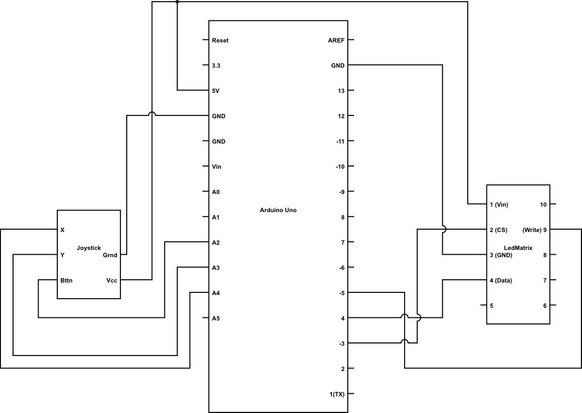 Reset
AREF
3.3
GND
5V
13
GND
12
GND
11
Vin
-10
A0
-9
Arduino Uno
A1
8
A2
7
A3
-6
A4
-5
A5
4
-3
2
1(TX)
Joystick
X
Y
Grnd
Bttn
Vcc
1 (Vin)
10
2 (CS)
(Write) 9
LedMatrix
3 (GND)
8
4 (Data)
7
5
6